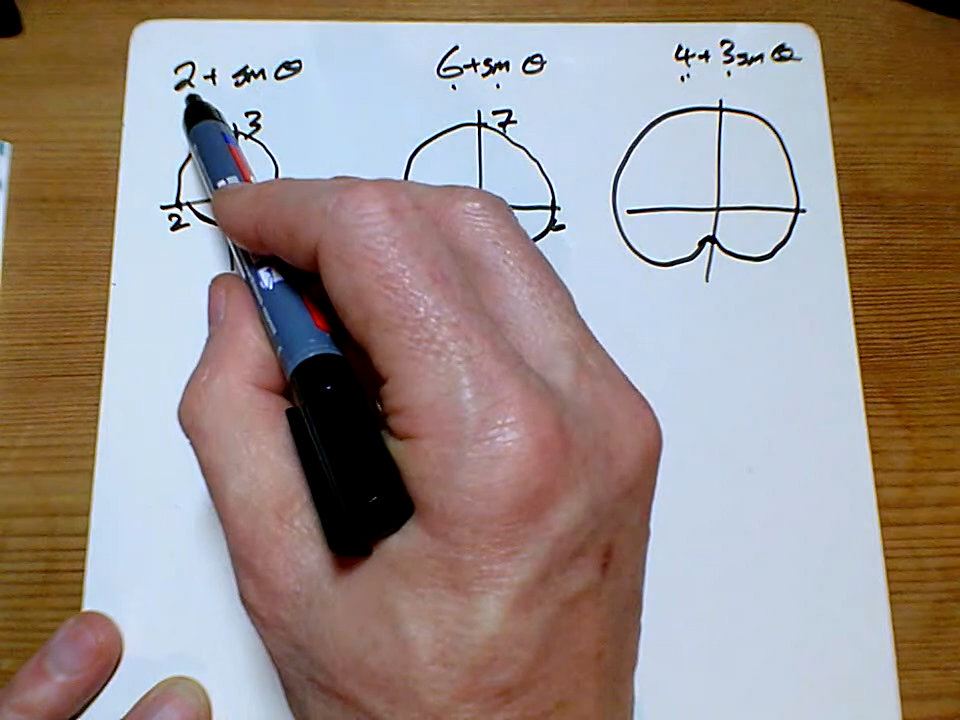 2 + sin θ
6 + sin θ
4 + 3 sin θ
3
7
2